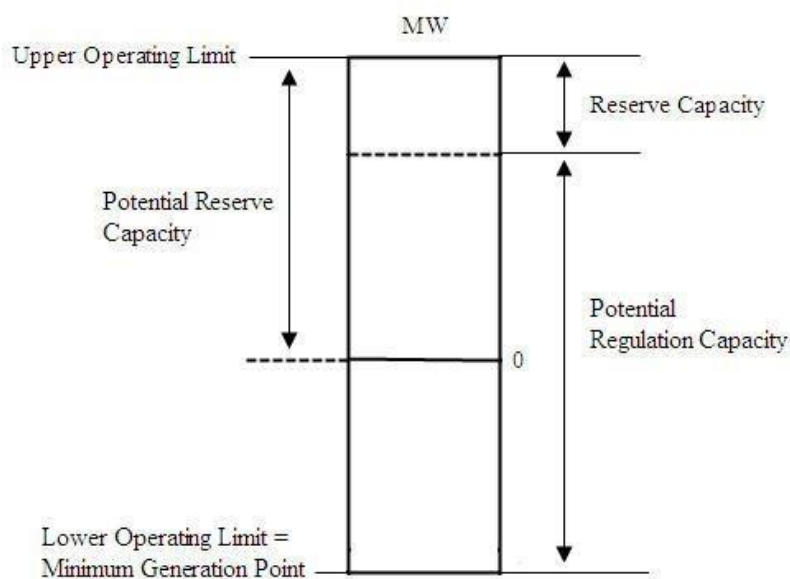 MW
Upper Operating Limit
Reserve Capacity
Potential Reserve
Capacity
Potential
Regulation Capacity
0
Lower Operating Limit =
Minimum Generation Point